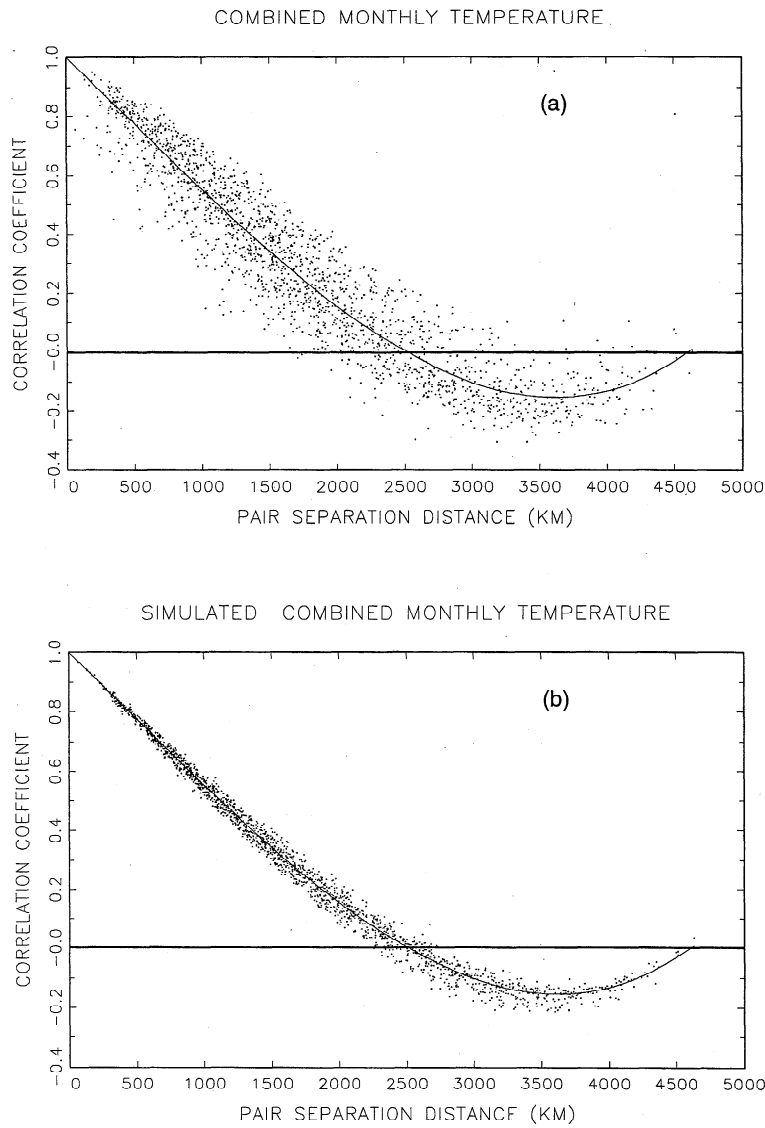 COMBINED MONTHLY TEMPERATURE
(a)
CORRELATION COEFFICIENT
1.0
0.8
0.6
0.4
0.2
-0.0
-0.2
-0.4
0 500 1000 1500 2000 2500 3000 3500 4000 4500 5000
PAIR SEPARATION DISTANCE (KM)
SIMULATED COMBINED MONTHLY TEMPERATURE
(b)
CORRELATION COEFFICIENT
1.0
0.8
0.6
0.4
0.2
-0.0
-0.2
-0.4
0 500 1000 1500 2000 2500 3000 3500 4000 4500 5000
PAIR SEPARATION DISTANCE (KM)